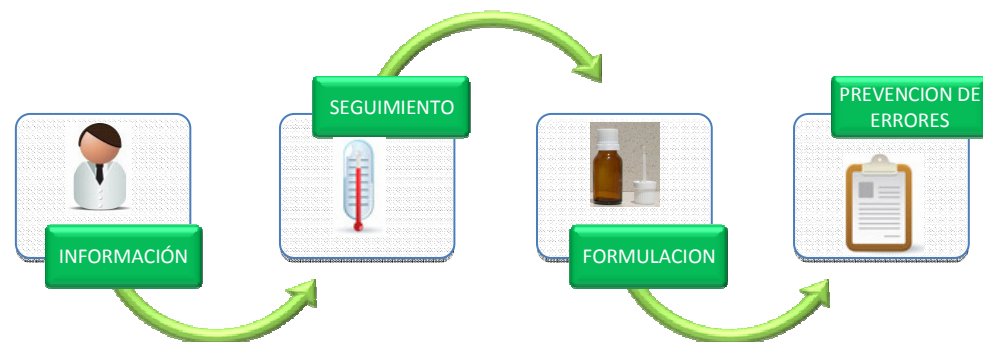 INFORMACIÓN
SEGUIMIENTO
FORMULACION
PREVENCION DE
ERRORES